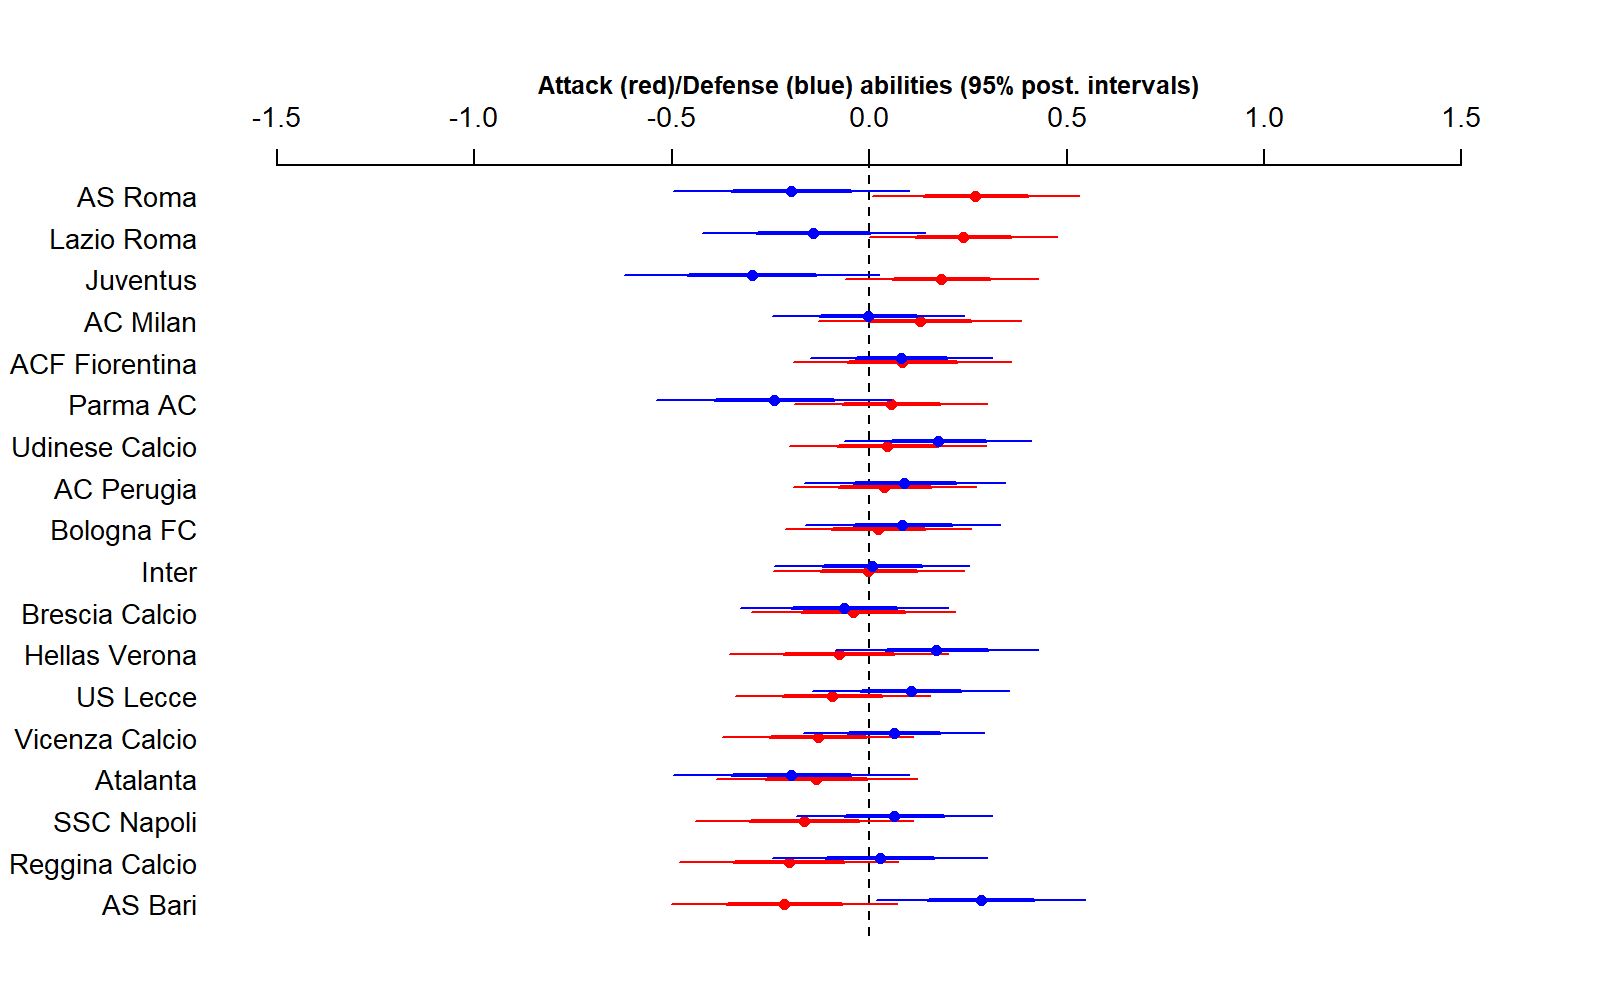 Attack (red)/Defense (blue) abilities (95% post. intervals)
-1.5 -1.0 -0.5 0.0 0.5 1.0 1.5
AS Roma
Lazio Roma
Juventus
AC Milan
ACF Fiorentina
Parma AC
Udinese Calcio
AC Perugia
Bologna FC
Inter
Brescia Calcio
Hellas Verona
US Lecce
Vicenza Calcio
Atalanta
SSC Napoli
Reggina Calcio
AS Bari